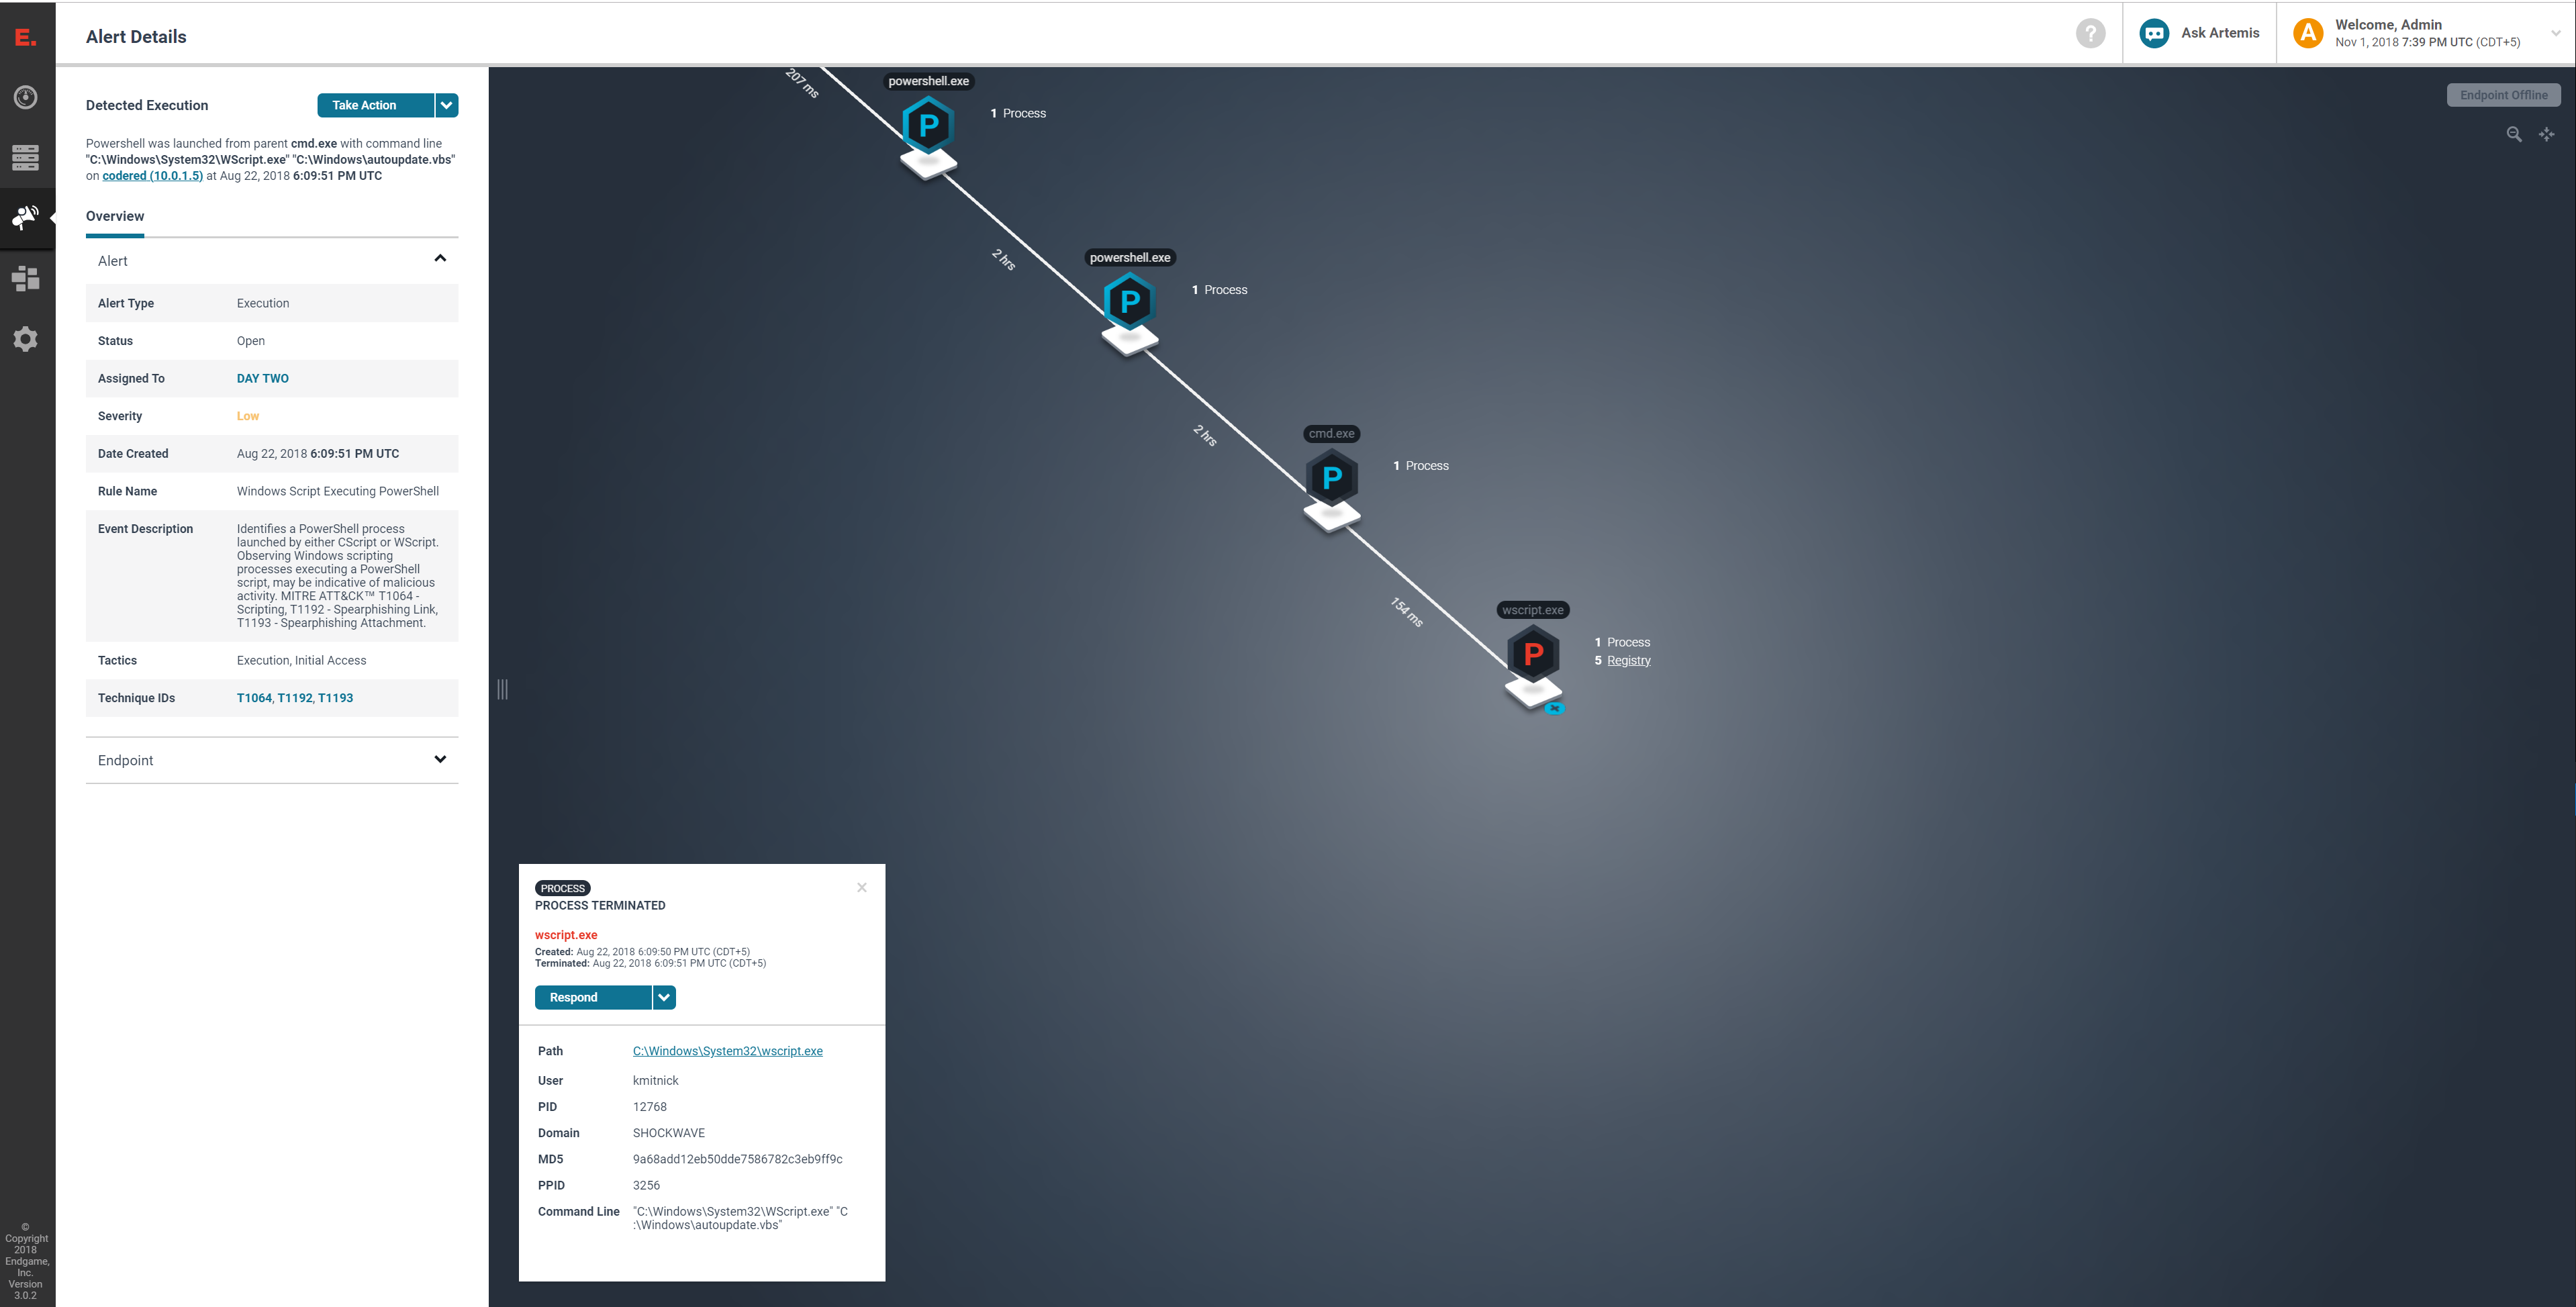 E.
Alert Details
?
Ask Artemis
A
Welcome, Admin
Nov 1, 2018 7:39 PM UTC (CDT+5)
Detected Execution
Take Action
Powershell was launched from parent cmd.exe with command line
"C:\Windows\System32\WScript.exe" "C:\Windows\autoupdate.vbs"
on codered (10.0.1.5) at Aug 22, 2018 6:09:51 PM UTC
Overview
Alert
Alert Type Execution
Status Open
Assigned To DAY TWO
Severity Low
Date Created Aug 22, 2018 6:09:51 PM UTC
Rule Name Windows Script Executing PowerShell
Event Description Identifies a PowerShell process
launched by either CScript or WScript.
Observing Windows scripting
processes executing a PowerShell
script, may be indicative of malicious
activity. MITRE ATT&CK™ T1064 -
Scripting, T1192 - Spearphishing Link,
T1193 - Spearphishing Attachment.
Tactics Execution, Initial Access
Technique IDs T1064, T1192, T1193
Endpoint
Endpoint Offline
207 ms
powershell.exe
P
1 Process
2 hrs
powershell.exe
P
1 Process
2 hrs
cmd.exe
P
1 Process
154 ms
wscript.exe
P
1 Process
5 Registry
PROCESS
PROCESS TERMINATED
wscript.exe
Created: Aug 22, 2018 6:09:50 PM UTC (CDT+5)
Terminated: Aug 22, 2018 6:09:51 PM UTC (CDT+5)
Respond
Path C:\Windows\System32\wscript.exe
User kmitnick
PID 12768
Domain SHOCKWAVE
MD5 9a68add12eb50dde7586782c3eb9ff9c
PPID 3256
Command Line "C:\Windows\System32\WScript.exe" "C
:\Windows\autoupdate.vbs"
©
Copyright
2018
Endgame,
Inc.
Version
3.0.2